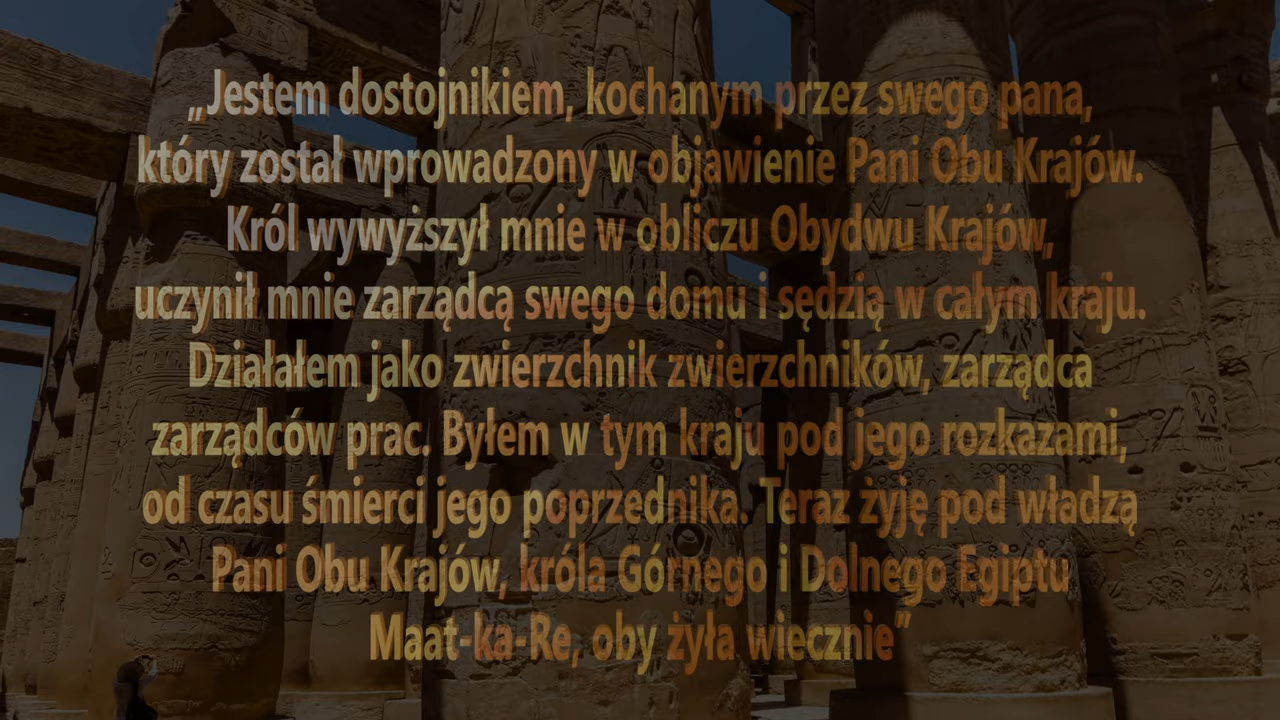 „Jestem dostojnikiem, kochanym przez swego pana,
który został wprowadzony w objawienie Pani Obu Krajów.
Król wywyższył mnie w obliczu Obydwu Krajów,
uczynił mnie zarządcą swego domu i sędzią w całym kraju.
Działałem jako zwierzchnik zwierzchników, zarządca
zarządców prac. Byłem w tym kraju pod jego rozkazami,
od czasu śmierci jego poprzednika. Teraz żyję pod władzą
Pani Obu Krajów, króla Górnego i Dolnego Egiptu
Maat-ka-Re, oby żyła wiecznie”